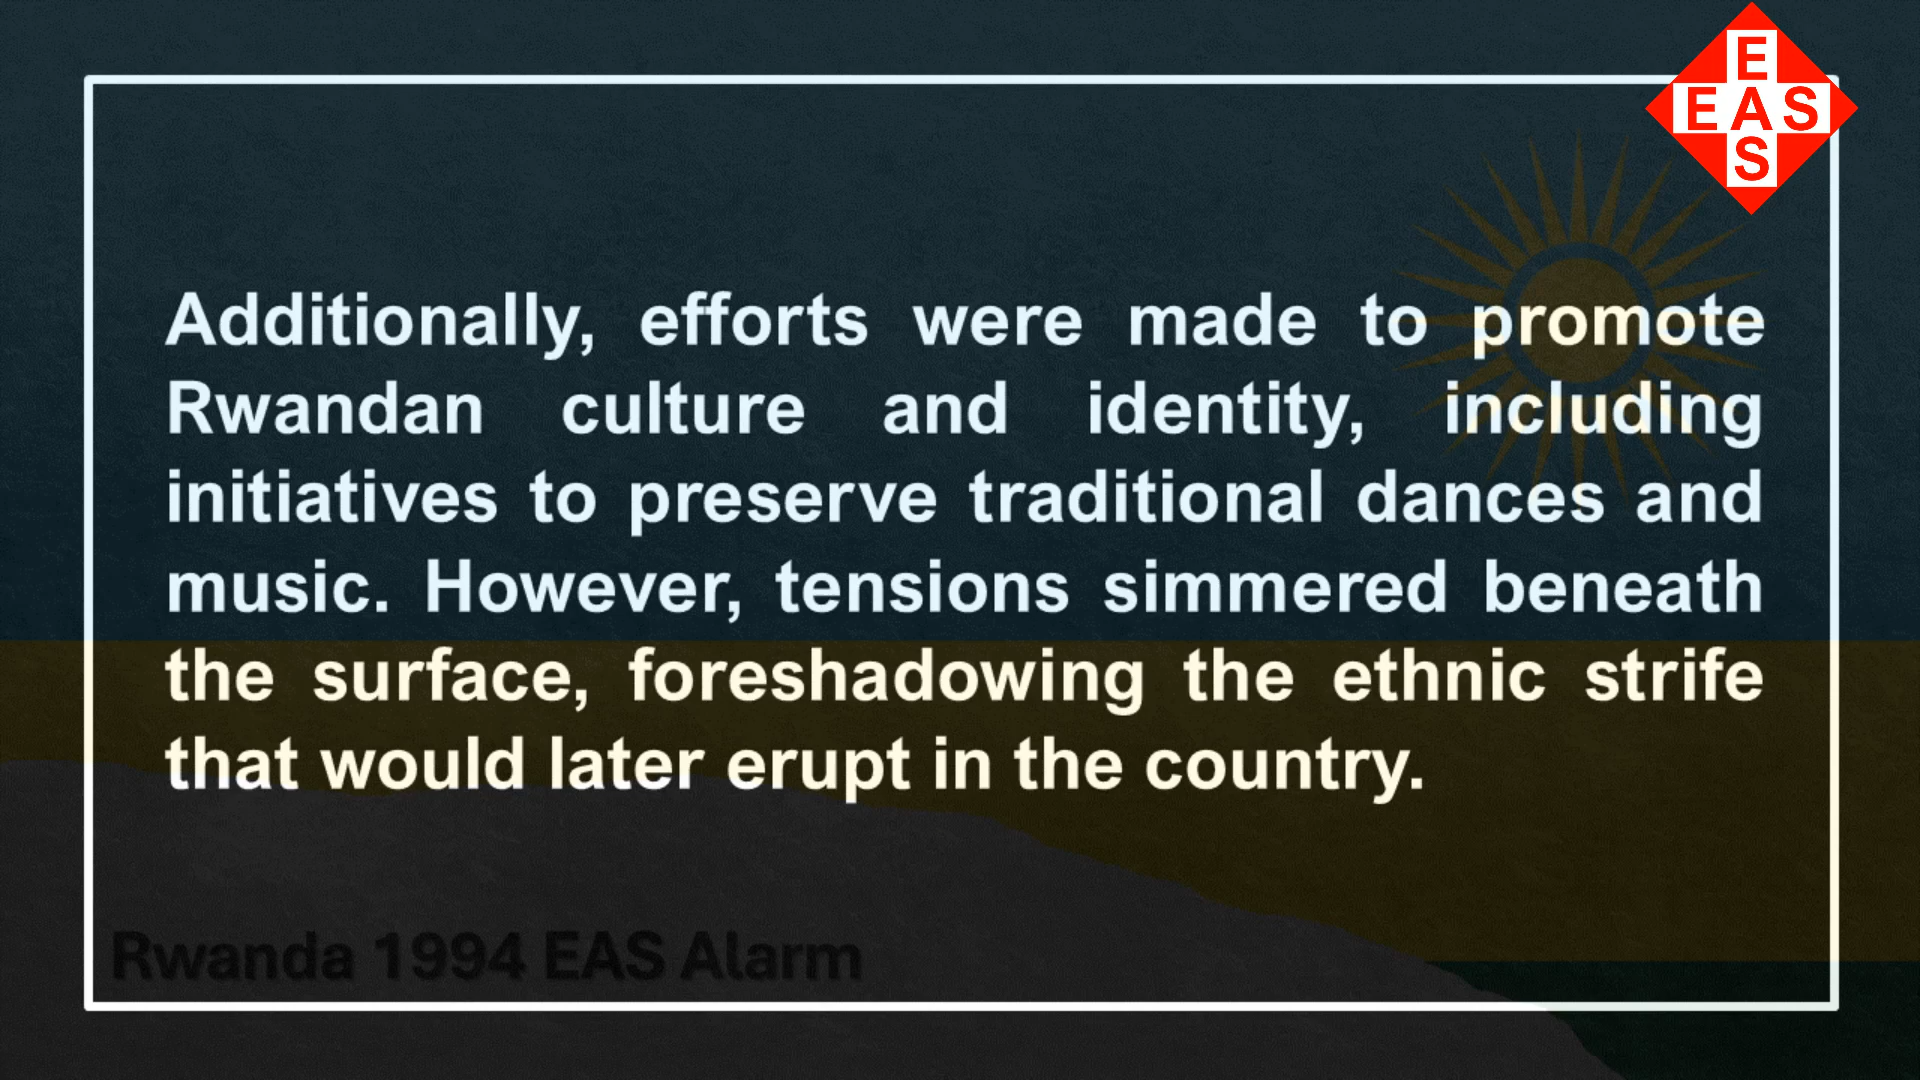 E
EAS
S
Additionally, efforts were made to promote
Rwandan culture and identity, including
initiatives to preserve traditional dances and
music. However, tensions simmered beneath
the surface, foreshadowing the ethnic strife
that would later erupt in the country.
Rwanda 1994 EAS Alarm